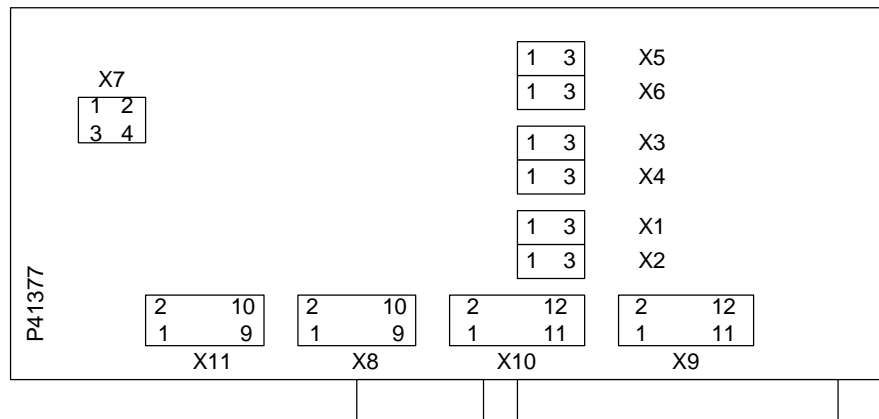 1 3 X5
X7
1 3 X6
1 2
3 4
1 3 X3
1 3 X4
1 3 X1
1 3 X2
P41377
2 10 2 10 2 12 2 12
1 9 1 9 1 11 1 11
X11 X8 X10 X9